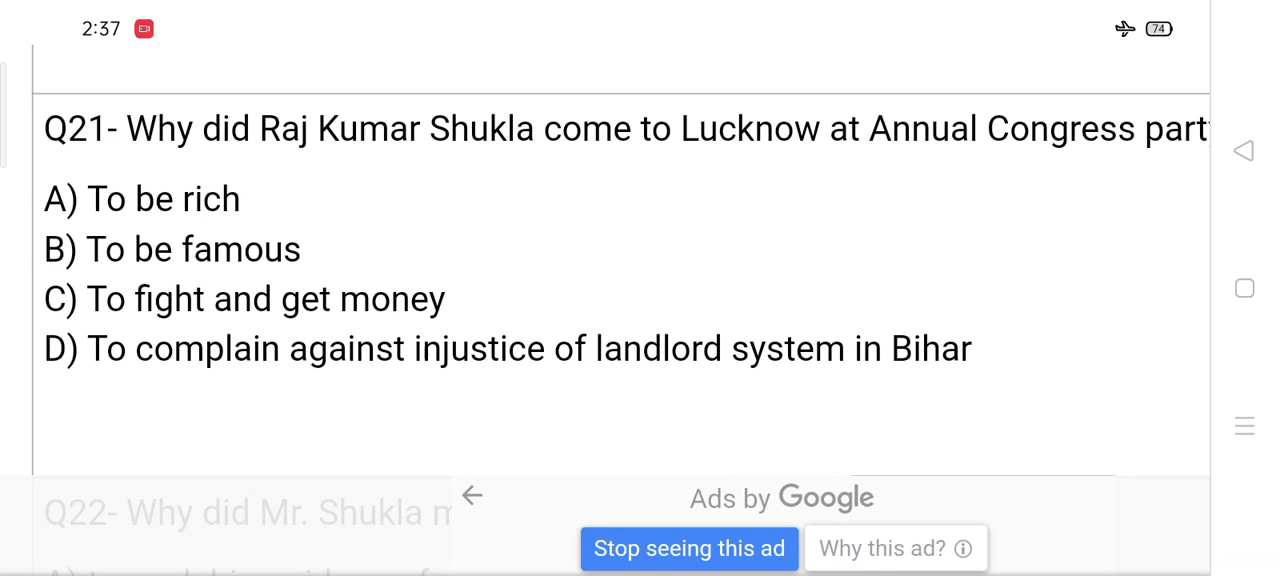 2:37
74
Q21- Why did Raj Kumar Shukla come to Lucknow at Annual Congress
A) To be rich
B) To be famous
C) To fight and get money
D) To complain against injustice of landlord system in Bihar
Q22- Why did Mr. Shukla
Ads by Google
Stop seeing this ad
Why this ad?